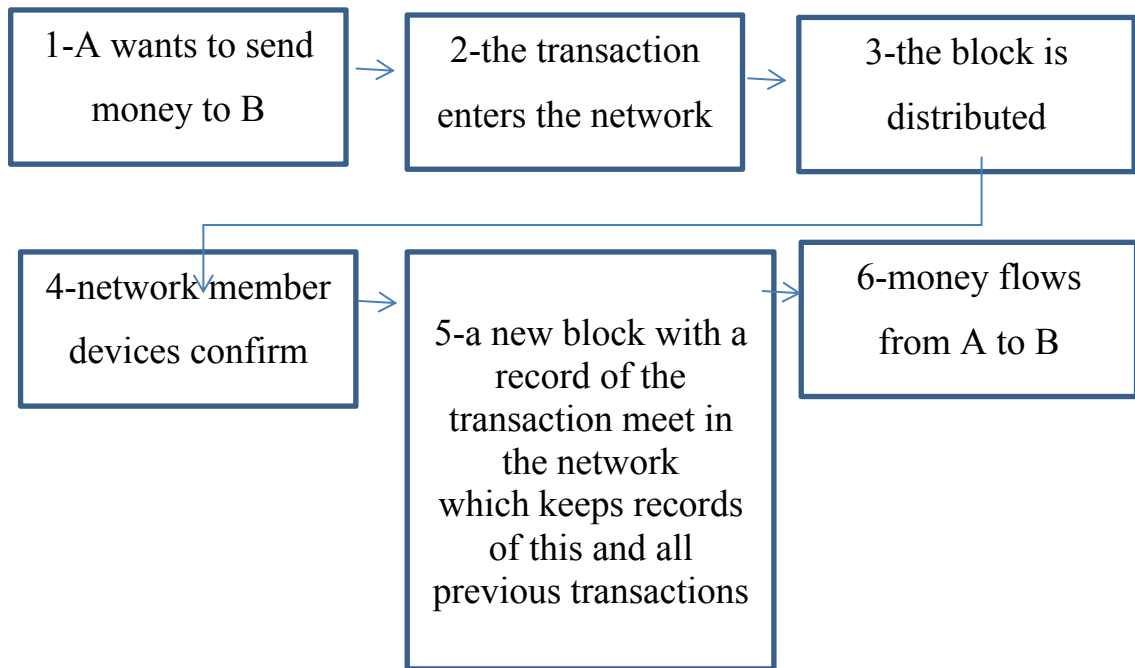 1-A wants to send
money to B
2-the transaction
enters the network
3-the block is
distributed
4-network member
devices confirm
5-a new block with a
record of the
transaction meet in
the network
which keeps records
of this and all
previous transactions
6-money flows
from A to B